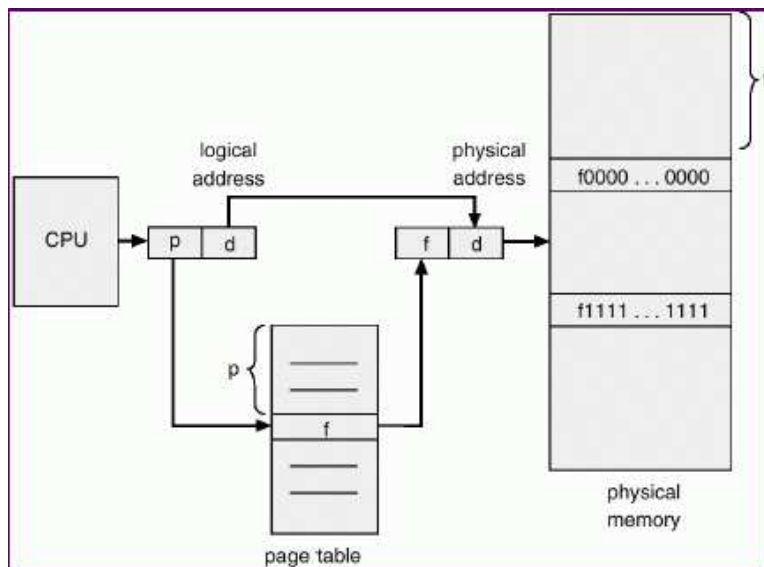 logical
address
physical
address
CPU
p
d
f
d
f0000 ... 0000
f1111 ... 1111
p
f
page table
physical
memory